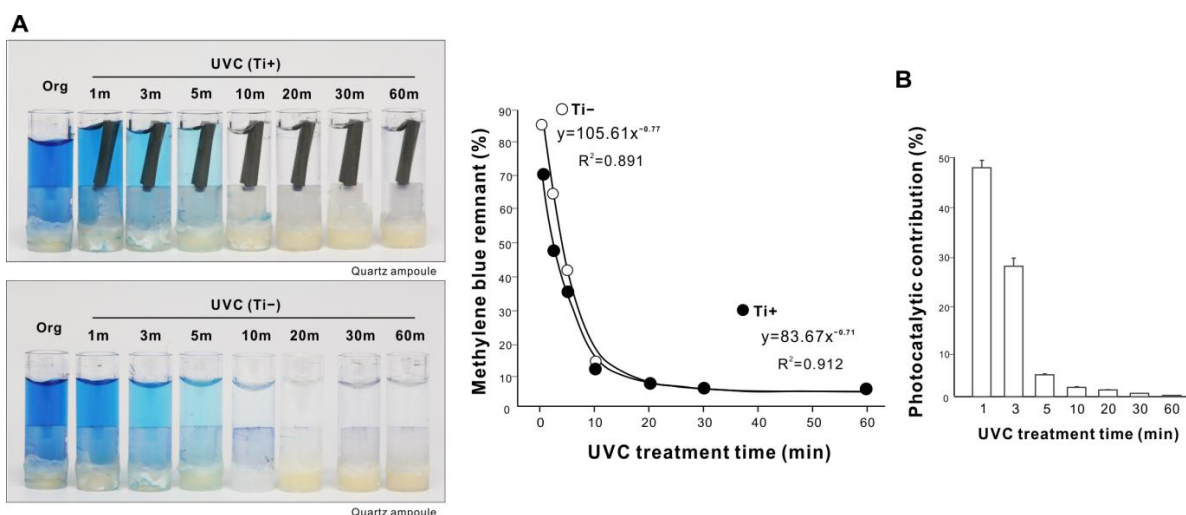 A
UVC (Ti+)
Org 1m 3m 5m 10m 20m 30m 60m
Quartz ampoule
UVC (Ti−)
Org 1m 3m 5m 10m 20m 30m 60m
Quartz ampoule
Methylene blue remnant (%)
90
80
70
60
50
40
30
20
10
0
Ti−
y=105.61x⁻⁰·⁷⁷
R²=0.891
Ti+
y=83.67x⁻⁰·⁷¹
R²=0.912
0 10 20 30 40 50 60
UVC treatment time (min)
B
Photocatalytic contribution (%)
50
50
30
20
10
0
1 3 5 10 20 30 60
UVC treatment time (min)